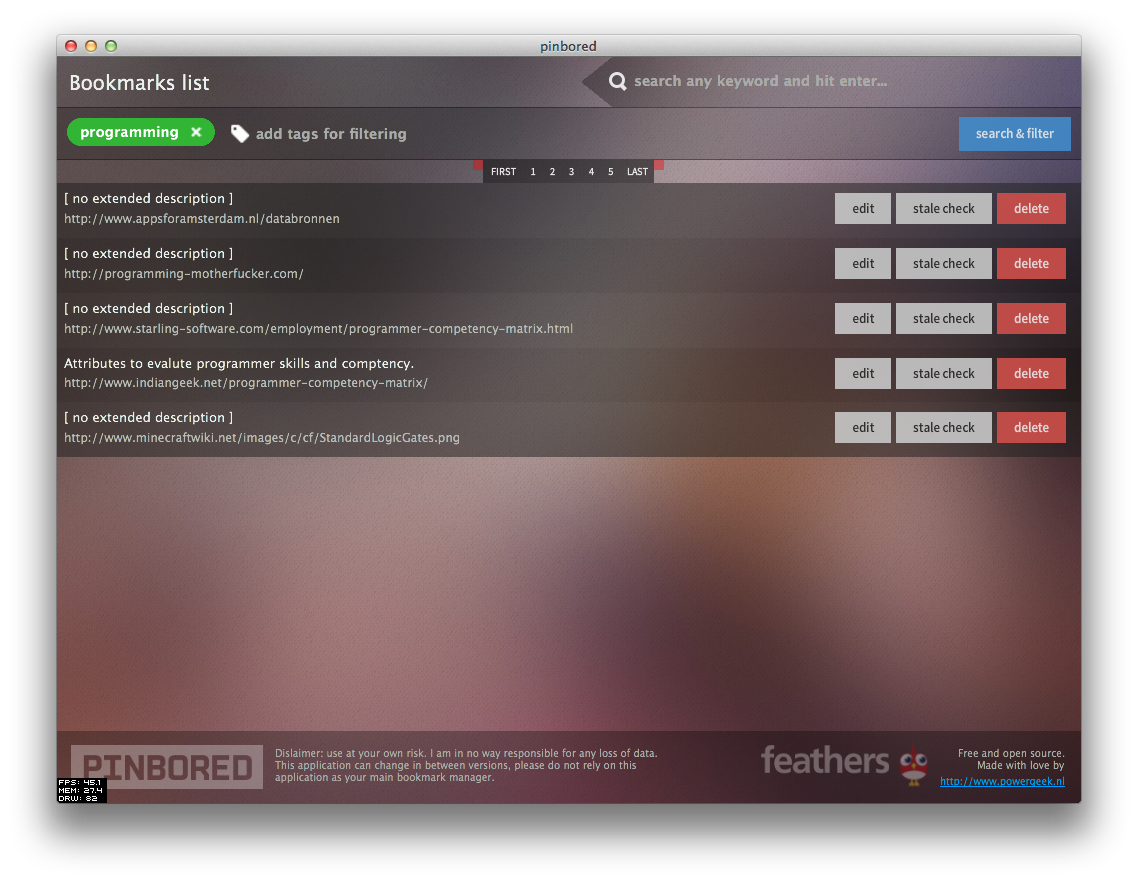 pinbored
Bookmarks list
search any keyword and hit enter...
programming
add tags for filtering
search & filter
FIRST 1 2 3 4 5 LAST
[ no extended description ]
http://www.appsforamsterdam.nl/databronnen
edit stale check delete
[ no extended description ]
http://programming-motherfucker.com/
edit stale check delete
[ no extended description ]
http://www.starling-software.com/employment/programmer-competency-matrix.html
edit stale check delete
Attributes to evalute programmer skills and comptency.
http://www.indiangeek.net/programmer-competency-matrix/
edit stale check delete
[ no extended description ]
http://www.minecraftwiki.net/images/c/cf/StandardLogicGates.png
edit stale check delete
PINBORED
Dislaimer: use at your own risk. I am in no way responsible for any loss of data.
This application can change in between versions, please do not rely on this
application as your main bookmark manager.
feathers
Free and open source.
Made with love by
http://www.powergeek.nl
FPS: 45.1
MEM: 27.4
DRW: 82